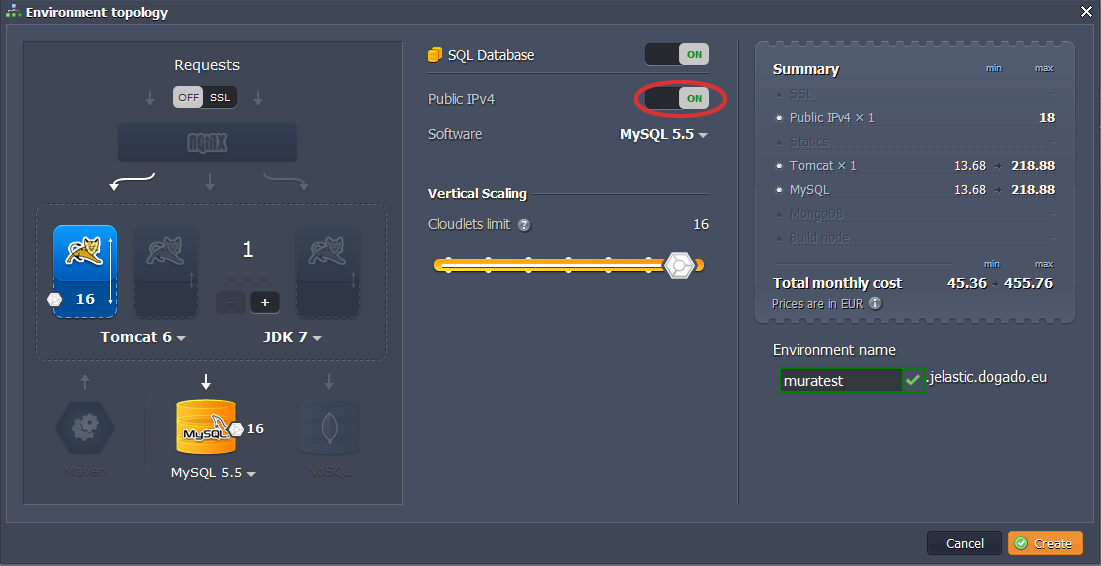 Environment topology
Requests
OFF SSL
NGINX
1
16
- +
Tomcat 6
JDK 7
Maven
MySQL
16
MySQL 5.5
NoSQL
SQL Database
ON
Public IPv4
ON
Software
MySQL 5.5
Vertical Scaling
Cloudlets limit ?
16
Summary min max
SSL -
Public IPv4 × 1 18
Statics -
Tomcat × 1 13.68 → 218.88
MySQL 13.68 → 218.88
MongoDB -
Build node -
min max
Total monthly cost 45.36 → 455.76
Prices are in EUR i
Environment name
muratest .jelastic.dogado.eu
Cancel
Create